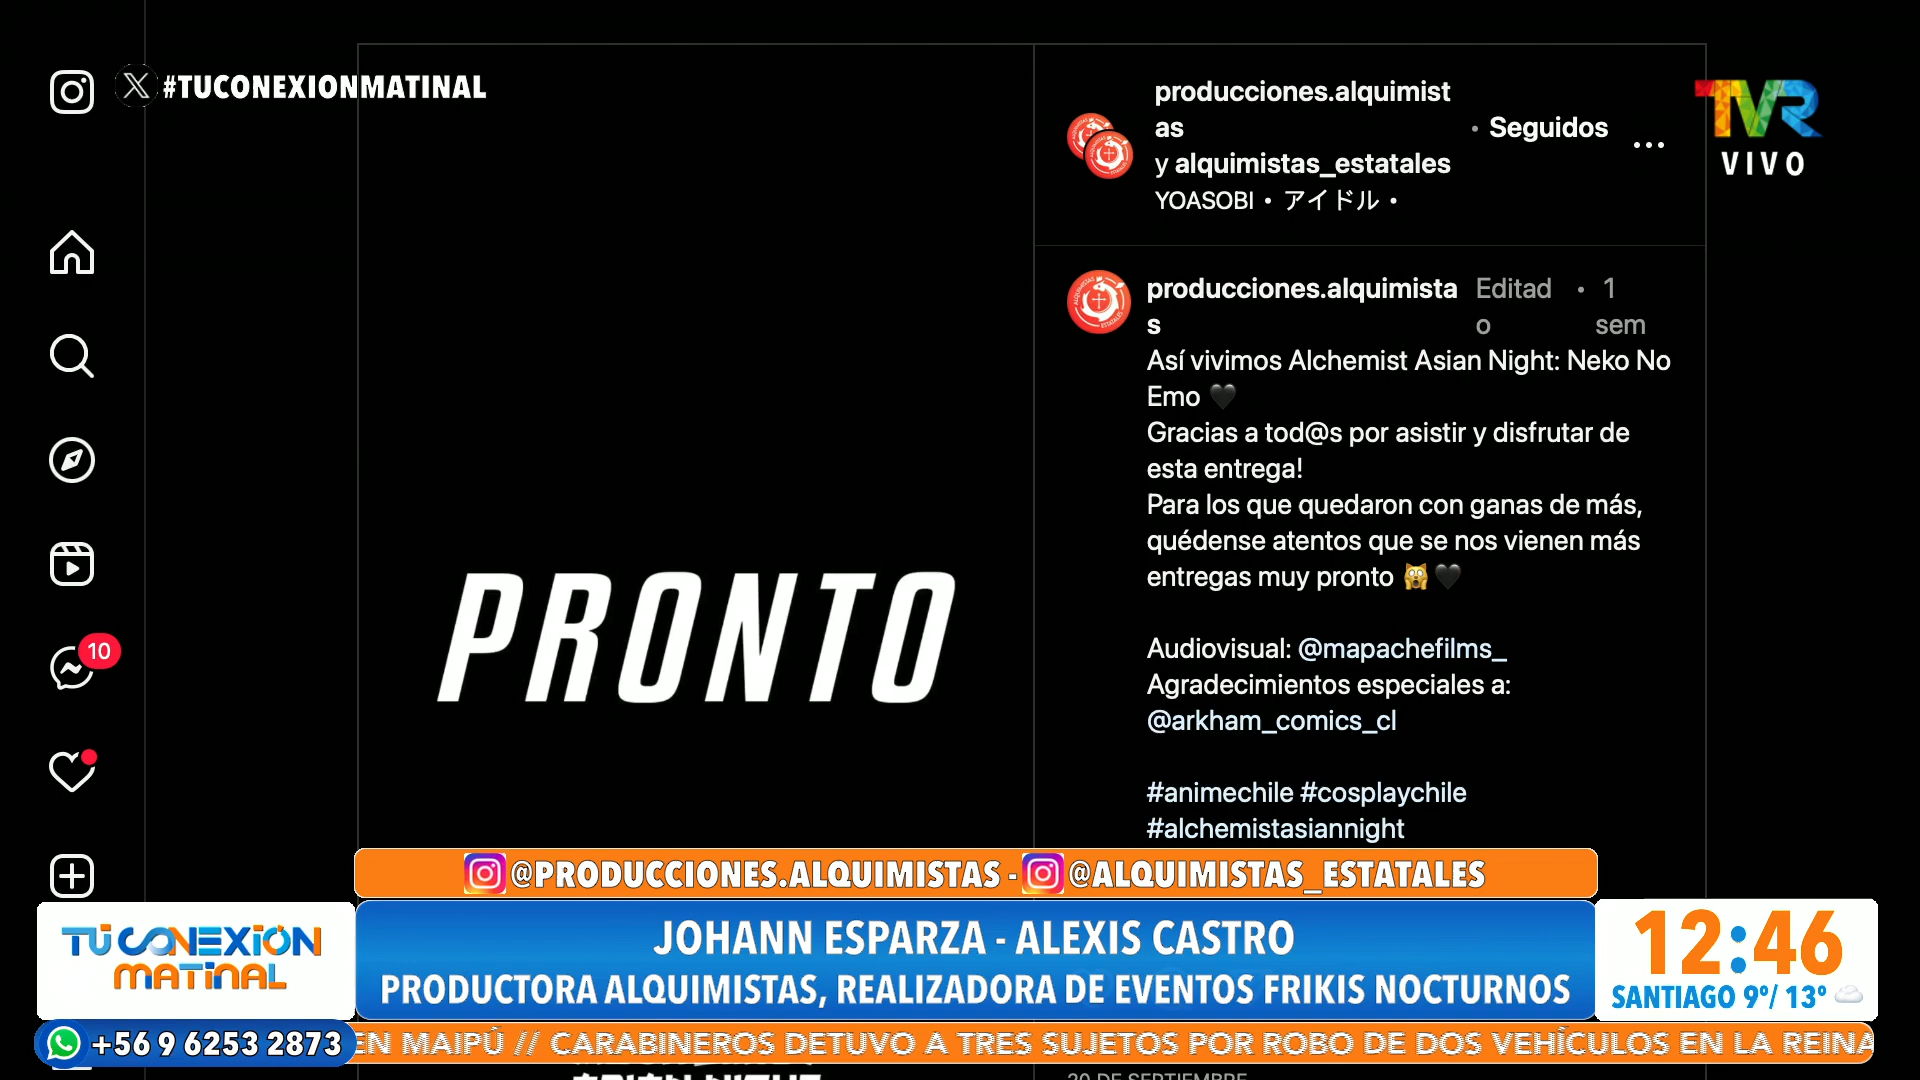 #TUCONEXIONMATINAL
producciones.alquimist
as
y alquimistas_estatales
• Seguidos
YOASOBI • アイドル •
TVR
VIVO
producciones.alquimista
s
Editad
o
• 1
sem
Así vivimos Alchemist Asian Night: Neko No
Emo 🖤
Gracias a tod@s por asistir y disfrutar de
esta entrega!
Para los que quedaron con ganas de más,
quédense atentos que se nos vienen más
entregas muy pronto 🙀🖤
Audiovisual: @mapachefilms_
Agradecimientos especiales a:
@arkham_comics_cl
#animechile #cosplaychile
#alchemistasiannight
PRONTO
10
@PRODUCCIONES.ALQUIMISTAS - @ALQUIMISTAS_ESTATALES
TÚ CONEXIÓN
MATINAL
JOHANN ESPARZA - ALEXIS CASTRO
PRODUCTORA ALQUIMISTAS, REALIZADORA DE EVENTOS FRIKIS NOCTURNOS
12:46
SANTIAGO 9°/ 13°
+56 9 6253 2873
EN MAIPÚ // CARABINEROS DETUVO A TRES SUJETOS POR ROBO DE DOS VEHÍCULOS EN LA REINA